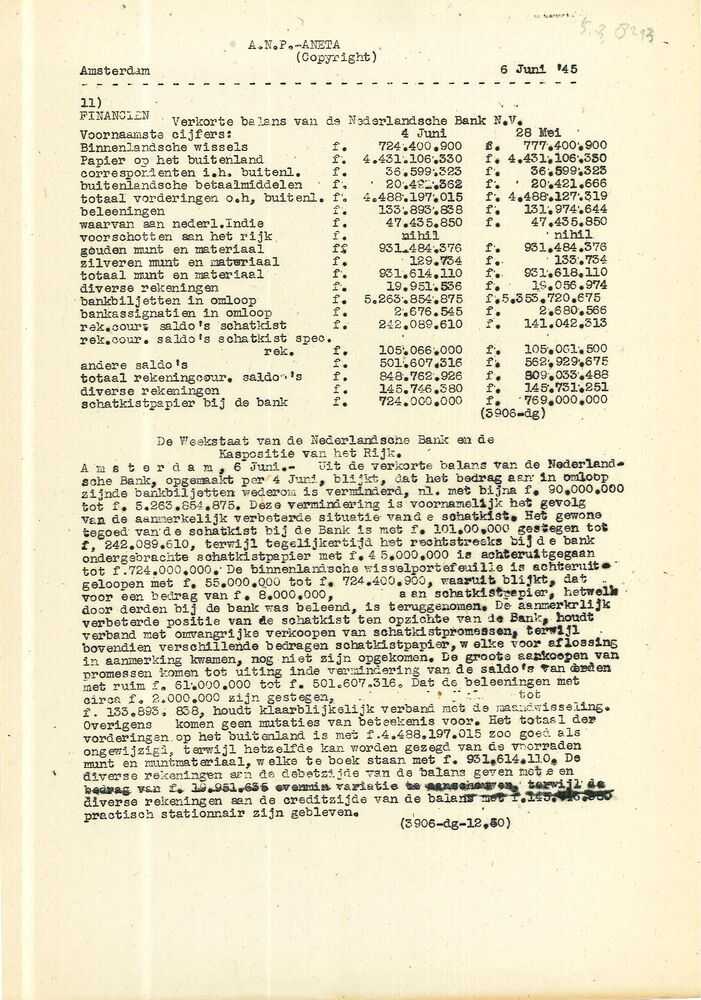 A.N.P.-ANETA
(Copyright)
Amsterdam 6 Juni '45
11)
FINANCIEN Verkorte balans van de Nederlandsche Bank N.V.
Voornaamste cijfers: 4 Juni 28 Mei
Binnenlandsche wissels f. 724.400.900 f. 777.400.900
Papier op het buitenland f. 4.431.106.330 f. 4.431.106.330
correspondenten i.h. buitenl. f. 36.599.323 f. 36.599.323
buitenlandsche betaalmiddelen f. 20.491.362 f. 20.421.666
totaal vorderingen o.h, buitenl. f. 4.488.197.015 f. 4.488.127.319
beleeningen f. 133.893.838 f. 131.974.644
waarvan aan nederl.Indie f. 47.435.850 f. 47.435.850
voorschotten aan het rijk f. nihil f. nihil
gouden munt en materiaal ff 931.484.376 f. 931.484.376
zilveren munt en materiaal f. 129.734 f. 133.734
totaal munt en materiaal f. 931.614.110 f. 931.618.110
diverse rekeningen f. 19.951.536 f. 19.056.974
bankbiljetten in omloop f. 5.263.854.875 f.5.353.720.675
bankassignatien in omloop f. 2.676.545 f. 2.680.566
rek.cour. saldo's schatkist f. 242.089.610 f. 141.042.313
rek.cour. saldo's schatkist spec.
rek. f. 105.066.000 f. 105.061.500
andere saldo's f. 501.607.316 f. 562.929.675
totaal rekeningcour. saldo's f. 848.762.926 f. 809.033.488
diverse rekeningen f. 145.746.380 f. 145.731.251
schatkistpapier bij de bank f. 724.000.000 f. 769.000.000
(3906-dg)
De Weekstaat van de Nederlandsche Bank en de
Kaspositie van het Rijk.
A m s t e r d a m, 6 Juni.- Uit de verkorte balans van de Nederland-
sche Bank, opgemaakt per 4 Juni, blijkt, dat het bedrag aan in omloop
zijnde bankbiljetten wederom is verminderd, nl. met bijna f. 90.000.000
tot f. 5.263.854.875. Deze vermindering is voornamelijk het gevolg
van de aanmerkelijk verbeterde situatie vand e schatkist. Het gewone
tegoed van de schatkist bij de Bank is met f. 101.00.000 gestegen tot
f, 242.089.610, terwijl tegelijkertijd het rechtstreeks bij d e bank
ondergebrachte schatkistpapier met f. 4 5.000.000 is achteruitgegaan
tot f.724.000.000. De binnenlandsche wisselportefeuille is achteruit-
geloopen met f. 55.000.000 tot f. 724.400.900, waaruit blijkt, dat
voor een bedrag van f. 8.000.000, a an schatkistpapier, hetwelk
door derden bij de bank was beleend, is teruggenomen. De aanmerkrlijk
verbeterde positie van de schatkist ten opzichte van de Bank, houdt
verband met omvangrijke verkoopen van schatkistpromessen, terwijl
bovendien verschillende bedragen schatkistpapier, w elke voor aflossing
in aanmerking kwamen, nog niet zijn opgekomen. De groote aankoopen van
promessen komen tot uiting inde vermindering van de saldo's van derden
met ruim f. 61.000.000 tot f. 501.607.316. Dat de beleeningen met
circa f. 2.000.000 zijn gestegen, tot
f. 133.893. 838, houdt klaarblijkelijk verband met de maandwisseling.
Overigens komen geen mutaties van beteekenis voor. Het totaal der
vorderingen op het buitenland is met f.4.488.197.015 zoo goed als
ongewijzigd, terwijl hetzelfde kan worden gezegd van de voorraden
munt en muntmateriaal, w elke te boek staan met f. 931.614.110. De
diverse rekeningen aan de debetzijde van de balans geven met e en
bedrag van f. 19.951.636 evenmin variatie te aanschouwen, terwijl de
diverse rekeningen aan de creditzijde van de balans met f.145.746.380
practisch stationnair zijn gebleven.
(3906-dg-12.50)